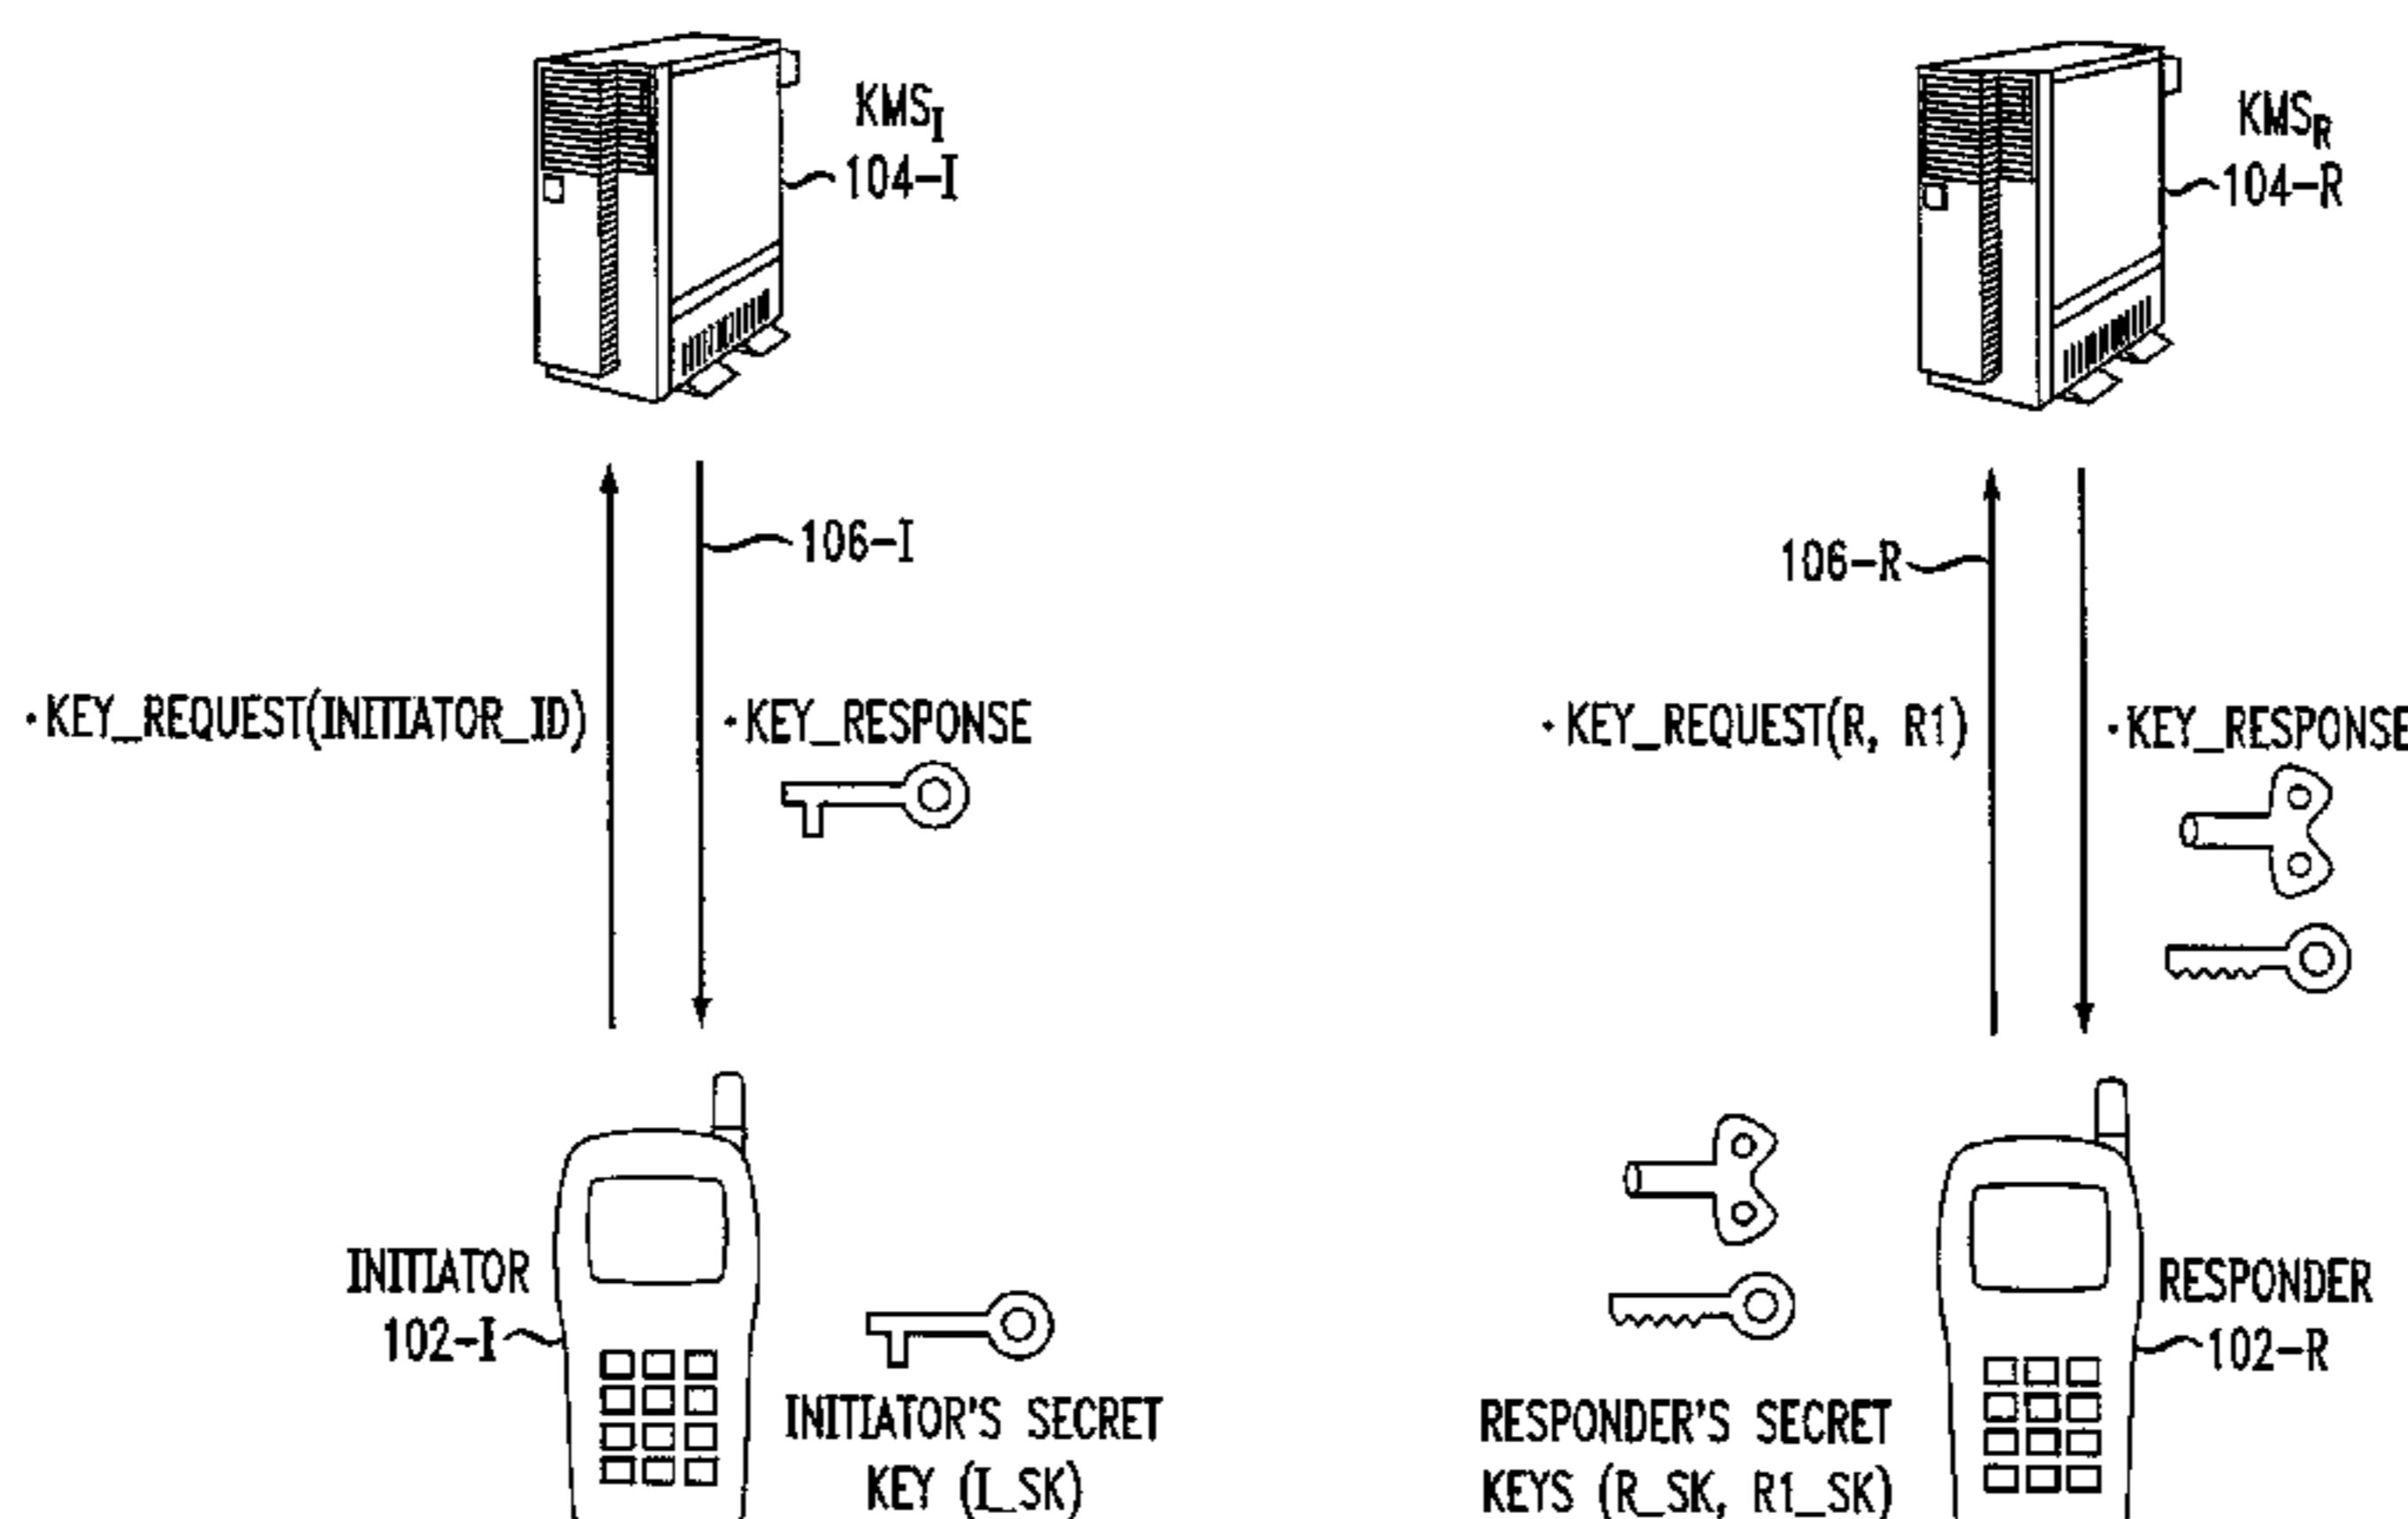 KMS_I
104-I
KMS_R
104-R
106-I
106-R
• KEY_REQUEST(INITIATOR_ID)
• KEY_RESPONSE
• KEY_REQUEST(R, R1)
• KEY_RESPONSE
INITIATOR
102-I
INITIATOR'S SECRET
KEY (I_SK)
RESPONDER
102-R
RESPONDER'S SECRET
KEYS (R_SK, R1_SK)